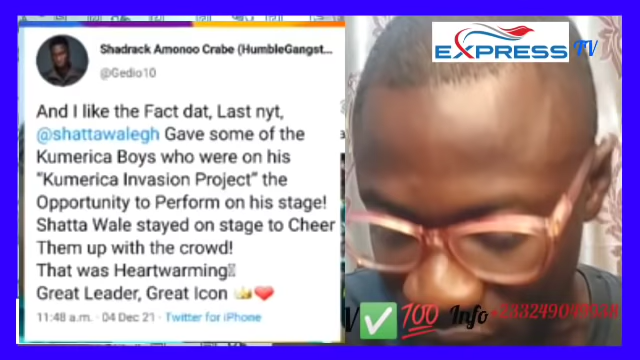 Shadrack Amonoo Crabe (HumbleGangst...
@Gedio10
And I like the Fact dat, Last nyt,
@shattawalegh Gave some of the
Kumerica Boys who were on his
"Kumerica Invasion Project" the
Opportunity to Perform on his stage!
Shatta Wale stayed on stage to Cheer
Them up with the crowd!
That was Heartwarming
Great Leader, Great Icon 👑❤️
11:48 a.m. · 04 Dec 21 · Twitter for iPhone
EXPRESS TV
V✅💯 Info